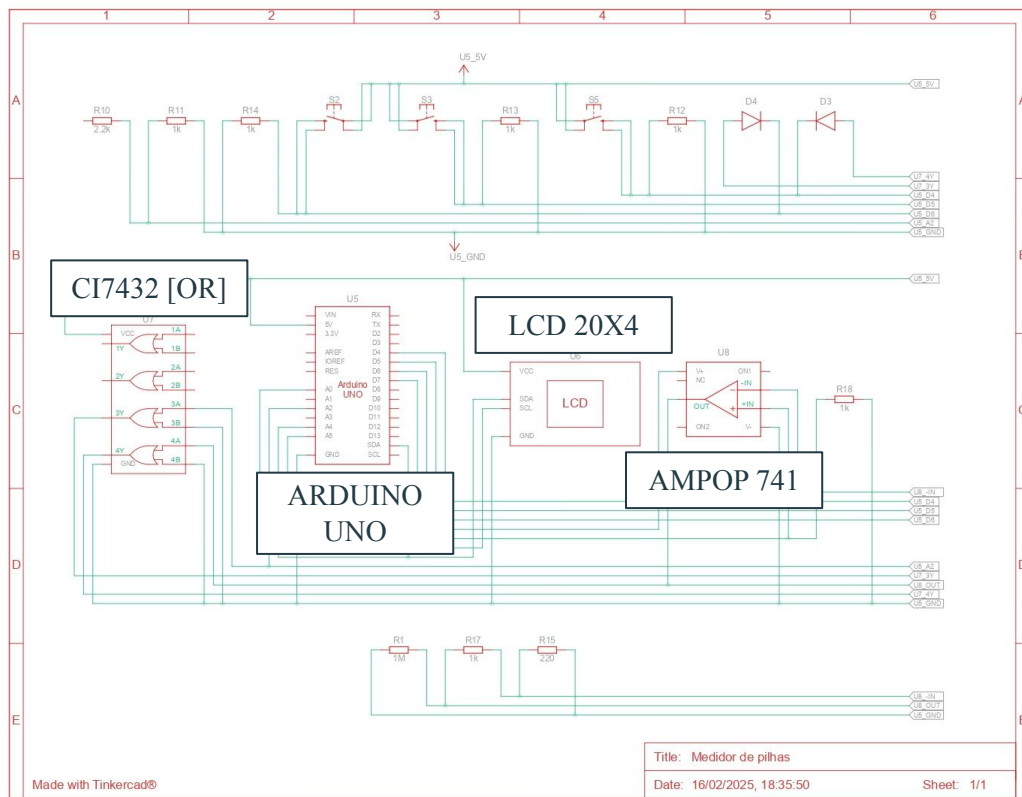 1 2 3 4 5 6
A
B
C
D
E
U5_5V
U5_5V
R10
2.2k
R11
1k
R14
1k
S2
S3
R13
1k
S5
R12
1k
D4
D3
U7_4Y
U7_3Y
U5_D4
U5_D5
U5_D6
U5_A2
U5_GND
U5_GND
U5_5V
CI7432 [OR]
U7
VCC
1Y
2Y
3Y
4Y
GND
1A
1B
2A
2B
3A
3B
4A
4B
U5
VIN
5V
3.3V
AREF
IOREF
RES
A0
A1
A2
A3
A4
A5
GND
Arduino
UNO
RX
TX
D2
D3
D4
D5
D6
D7
D8
D9
D10
D11
D12
D13
SDA
SCL
ARDUINO
UNO
LCD 20X4
VCC
SDA
SCL
GND
LCD
U8
V+
NC
OUT
ON2
ON1
-IN
+IN
V-
AMPOP 741
R18
1k
U8_-IN
U5_D4
U5_D5
U5_D6
U5_A2
U7_3Y
U8_OUT
U7_4Y
U5_GND
R1
1M
R17
1k
R15
220
U8_-IN
U8_OUT
U5_GND
Made with Tinkercad®
Title: Medidor de pilhas
Date: 16/02/2025, 18:35:50 Sheet: 1/1